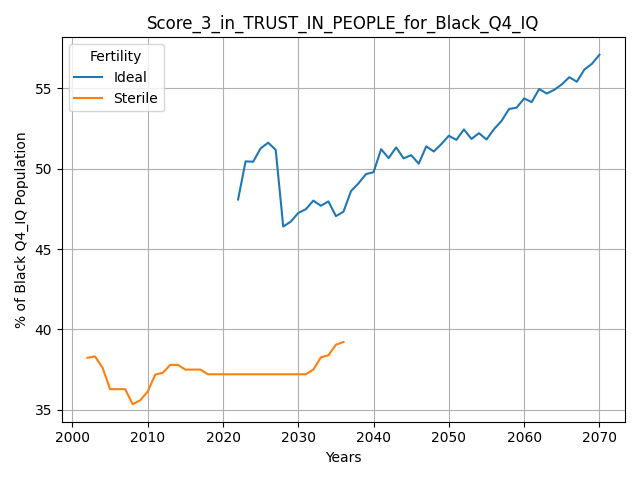 Score_3_in_TRUST_IN_PEOPLE_for_Black_Q4_IQ
Fertility
Ideal
Sterile
% of Black Q4_IQ Population
55
50
45
40
35
2000
2010
2020
2030
2040
2050
2060
2070
Years